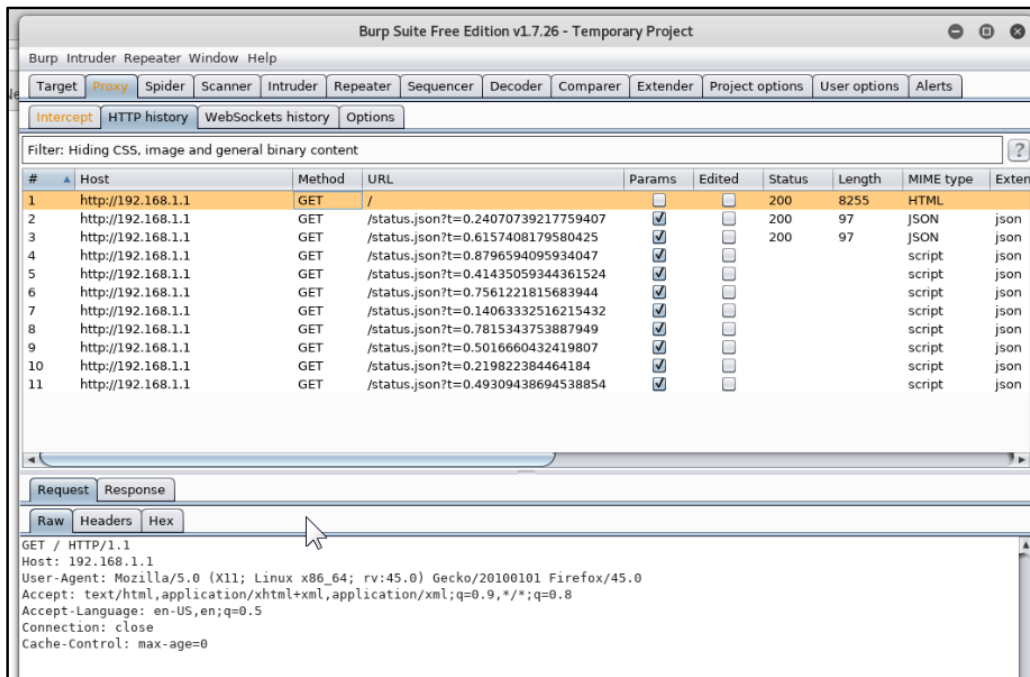 Burp Suite Free Edition v1.7.26 - Temporary Project
Burp Intruder Repeater Window Help
Target Proxy Spider Scanner Intruder Repeater Sequencer Decoder Comparer Extender Project options User options Alerts
Intercept HTTP history WebSockets history Options
Filter: Hiding CSS, image and general binary content ?
# Host Method URL Params Edited Status Length MIME type Exten
1 http://192.168.1.1 GET / 200 8255 HTML
2 http://192.168.1.1 GET /status.json?t=0.24070739217759407 200 97 JSON json
3 http://192.168.1.1 GET /status.json?t=0.6157408179580425 200 97 JSON json
4 http://192.168.1.1 GET /status.json?t=0.8796594095934047 script json
5 http://192.168.1.1 GET /status.json?t=0.41435059344361524 script json
6 http://192.168.1.1 GET /status.json?t=0.7561221815683944 script json
7 http://192.168.1.1 GET /status.json?t=0.14063332516215432 script json
8 http://192.168.1.1 GET /status.json?t=0.7815343753887949 script json
9 http://192.168.1.1 GET /status.json?t=0.5016660432419807 script json
10 http://192.168.1.1 GET /status.json?t=0.219822384464184 script json
11 http://192.168.1.1 GET /status.json?t=0.49309438694538854 script json
Request Response
Raw Headers Hex
GET / HTTP/1.1
Host: 192.168.1.1
User-Agent: Mozilla/5.0 (X11; Linux x86_64; rv:45.0) Gecko/20100101 Firefox/45.0
Accept: text/html,application/xhtml+xml,application/xml;q=0.9,*/*;q=0.8
Accept-Language: en-US,en;q=0.5
Connection: close
Cache-Control: max-age=0